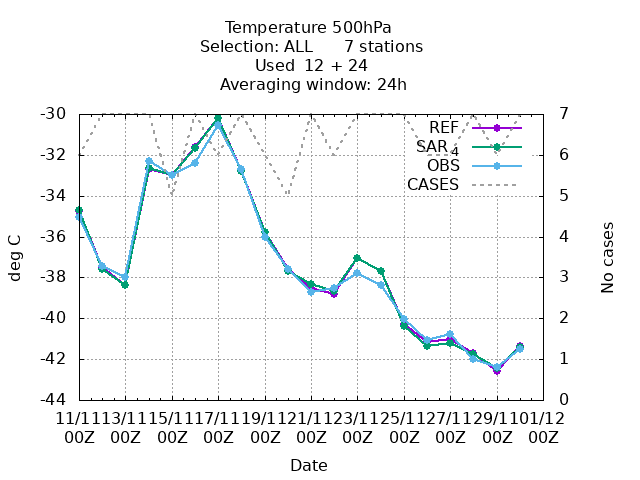 Temperature 500hPa
Selection: ALL      7 stations
Used  12 + 24
Averaging window: 24h
-30
-32
-34
-36
-38
-40
-42
-44
deg C
7
6
5
4
3
2
1
0
No cases
REF
SAR_4
OBS
CASES
11/11 13/11 15/11 17/11 19/11 21/11 23/11 25/11 27/11 29/11 01/12
00Z 00Z 00Z 00Z 00Z 00Z 00Z 00Z 00Z 00Z 00Z
Date